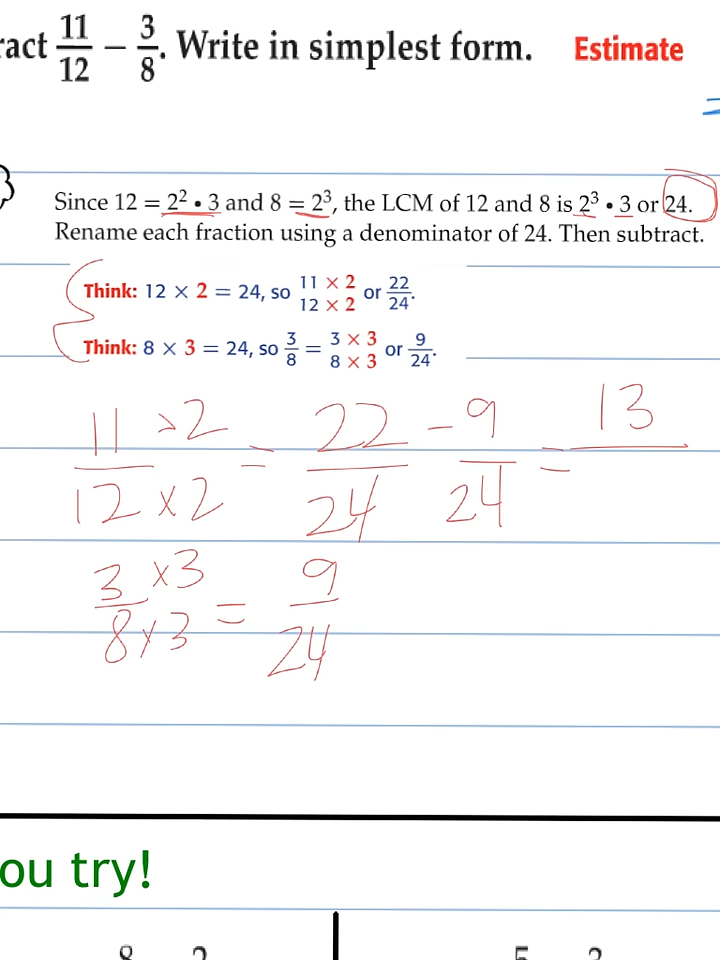 ract 11/12 − 3/8. Write in simplest form. Estimate
=
Since 12 = 2² • 3 and 8 = 2³, the LCM of 12 and 8 is 2³ • 3 or 24.
Rename each fraction using a denominator of 24. Then subtract.
Think: 12 × 2 = 24, so 11 × 2 / 12 × 2 or 22/24.
Think: 8 × 3 = 24, so 3/8 = 3 × 3 / 8 × 3 or 9/24.
11 × 2 / 12 × 2 = 22/24 − 9/24 = 13/
3 × 3 / 8 × 3 = 9/24
ou try!